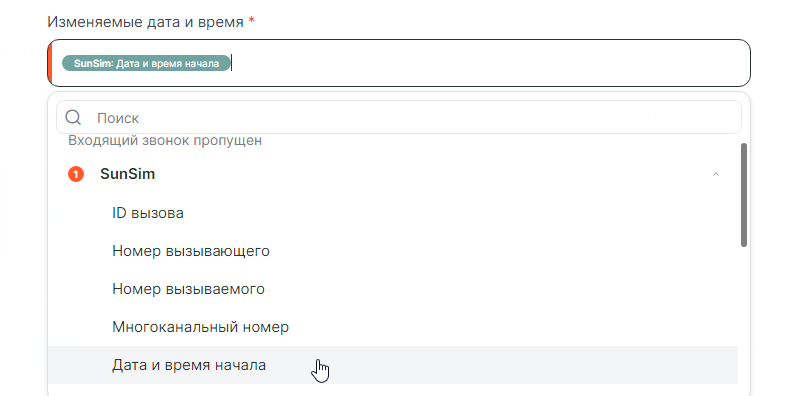 Изменяемые дата и время *
SunSim: Дата и время начала
Поиск
Входящий звонок пропущен
1 SunSim
ID вызова
Номер вызывающего
Номер вызываемого
Многоканальный номер
Дата и время начала